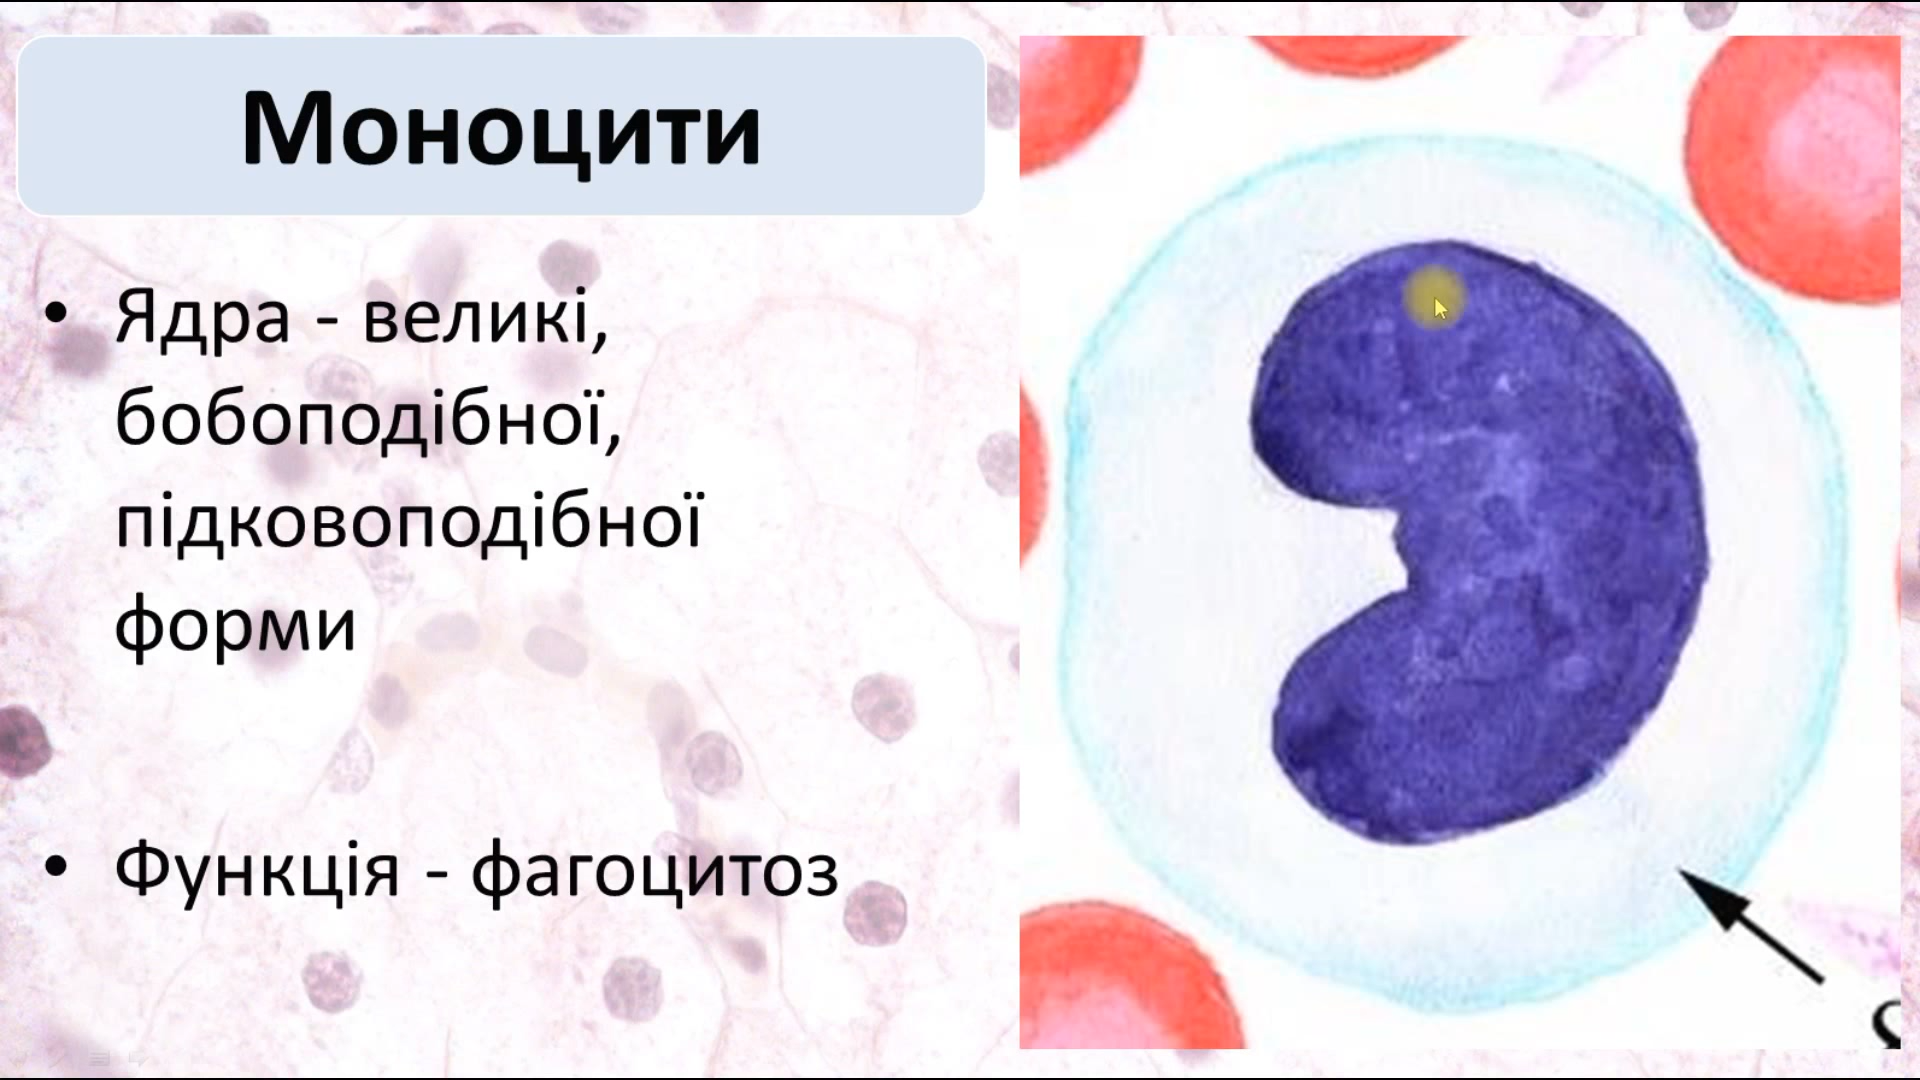 Моноцити
• Ядра - великі,
бобоподібної,
підковоподібної
форми
• Функція - фагоцитоз